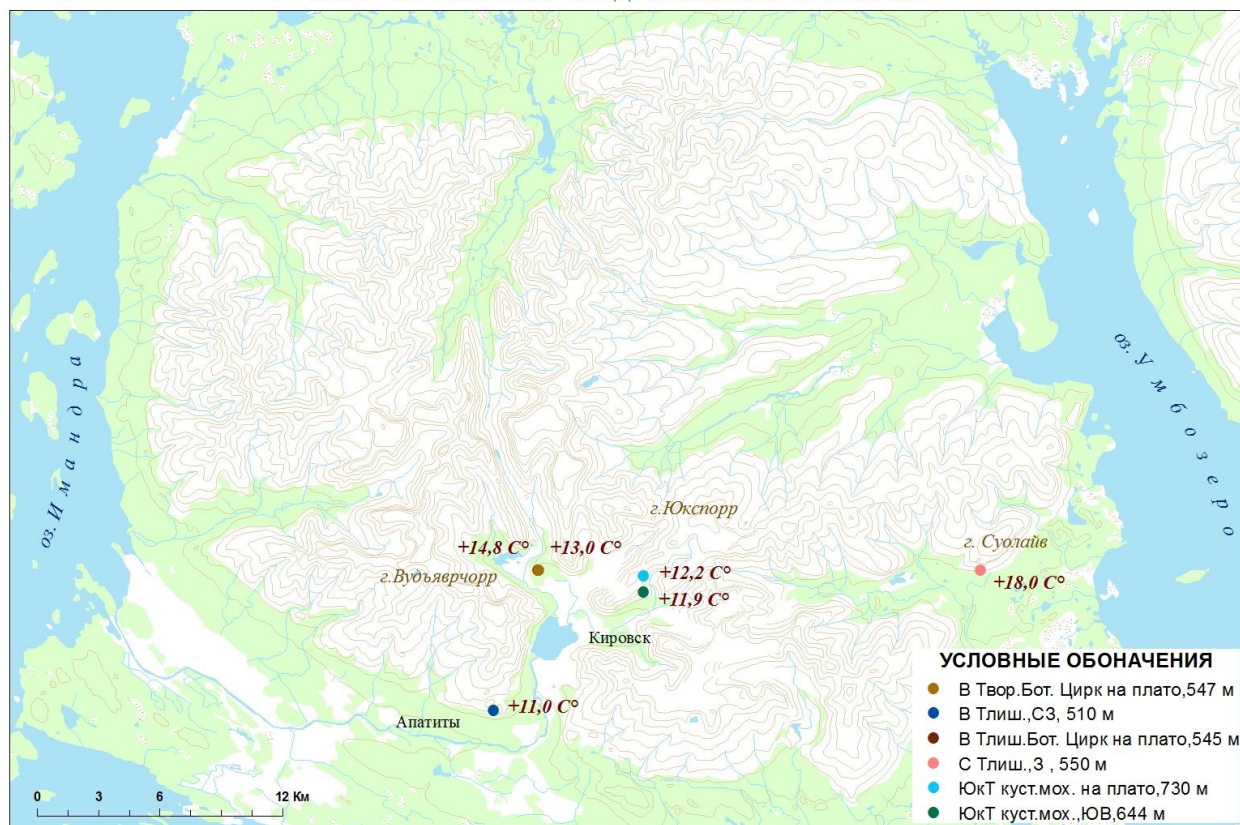 оз. Имандра
оз. Умбозеро
г.Юкспорр
+14,8 C° +13,0 C°
г. Суолайв
г.Вудъяврчорр
+12,2 C°
+18,0 C°
+11,9 C°
Кировск
Апатиты
+11,0 C°
0 3 6 12 Км
УСЛОВНЫЕ ОБОНАЧЕНИЯ
В Твор.Бот. Цирк на плато,547 м
В Тлиш.,СЗ, 510 м
В Тлиш.Бот. Цирк на плато,545 м
С Тлиш.,З , 550 м
ЮкТ куст.мох. на плато,730 м
ЮкТ куст.мох.,ЮВ,644 м